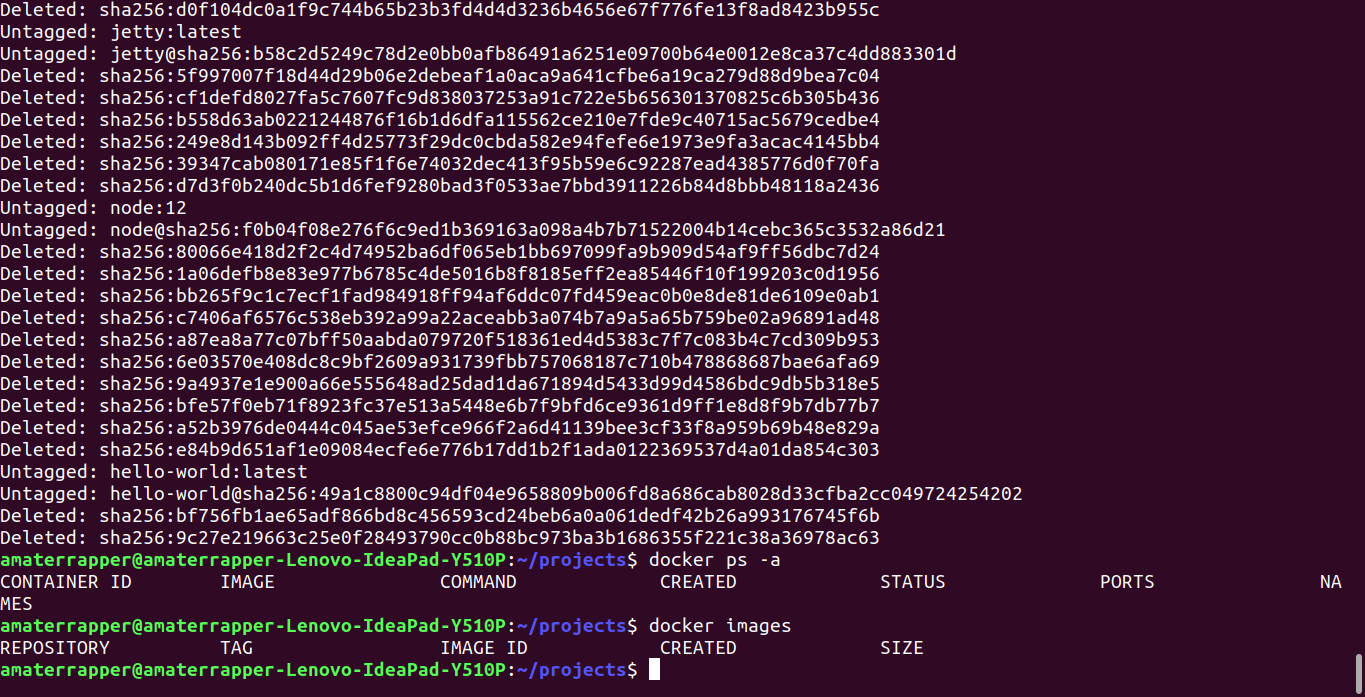 Deleted: sha256:d0f104dc0a1f9c744b65b23b3fd4d4d3236b4656e67f776fe13f8ad8423b955c
Untagged: jetty:latest
Untagged: jetty@sha256:b58c2d5249c78d2e0bb0afb86491a6251e09700b64e0012e8ca37c4dd883301d
Deleted: sha256:5f997007f18d44d29b06e2debeaf1a0aca9a641cfbe6a19ca279d88d9bea7c04
Deleted: sha256:cf1defd8027fa5c7607fc9d838037253a91c722e5b656301370825c6b305b436
Deleted: sha256:b558d63ab0221244876f16b1d6dfa115562ce210e7fde9c40715ac5679cedbe4
Deleted: sha256:249e8d143b092ff4d25773f29dc0cbda582e94fefe6e1973e9fa3acac4145bb4
Deleted: sha256:39347cab080171e85f1f6e74032dec413f95b59e6c92287ead4385776d0f70fa
Deleted: sha256:d7d3f0b240dc5b1d6fef9280bad3f0533ae7bbd3911226b84d8bbb48118a2436
Untagged: node:12
Untagged: node@sha256:f0b04f08e276f6c9ed1b369163a098a4b7b71522004b14cebc365c3532a86d21
Deleted: sha256:80066e418d2f2c4d74952ba6df065eb1bb697099fa9b909d54af9ff56dbc7d24
Deleted: sha256:1a06defb8e83e977b6785c4de5016b8f8185eff2ea85446f10f199203c0d1956
Deleted: sha256:bb265f9c1c7ecf1fad984918ff94af6ddc07fd459eac0b0e8de81de6109e0ab1
Deleted: sha256:c7406af6576c538eb392a99a22aceabb3a074b7a9a5a65b759be02a96891ad48
Deleted: sha256:a87ea8a77c07bff50aabda079720f518361ed4d5383c7f7c083b4c7cd309b953
Deleted: sha256:6e03570e408dc8c9bf2609a931739fbb757068187c710b478868687bae6afa69
Deleted: sha256:9a4937e1e900a66e555648ad25dad1da671894d5433d99d4586bdc9db5b318e5
Deleted: sha256:bfe57f0eb71f8923fc37e513a5448e6b7f9bfd6ce9361d9ff1e8d8f9b7db77b7
Deleted: sha256:a52b3976de0444c045ae53efce966f2a6d41139bee3cf33f8a959b69b48e829a
Deleted: sha256:e84b9d651af1e09084ecfe6e776b17dd1b2f1ada0122369537d4a01da854c303
Untagged: hello-world:latest
Untagged: hello-world@sha256:49a1c8800c94df04e9658809b006fd8a686cab8028d33cfba2cc049724254202
Deleted: sha256:bf756fb1ae65adf866bd8c456593cd24beb6a0a061dedf42b26a993176745f6b
Deleted: sha256:9c27e219663c25e0f28493790cc0b88bc973ba3b1686355f221c38a36978ac63
amaterrapper@amaterrapper-Lenovo-IdeaPad-Y510P:~/projects$ docker ps -a
CONTAINER ID        IMAGE               COMMAND             CREATED             STATUS              PORTS               NA
MES
amaterrapper@amaterrapper-Lenovo-IdeaPad-Y510P:~/projects$ docker images
REPOSITORY          TAG                 IMAGE ID            CREATED             SIZE
amaterrapper@amaterrapper-Lenovo-IdeaPad-Y510P:~/projects$